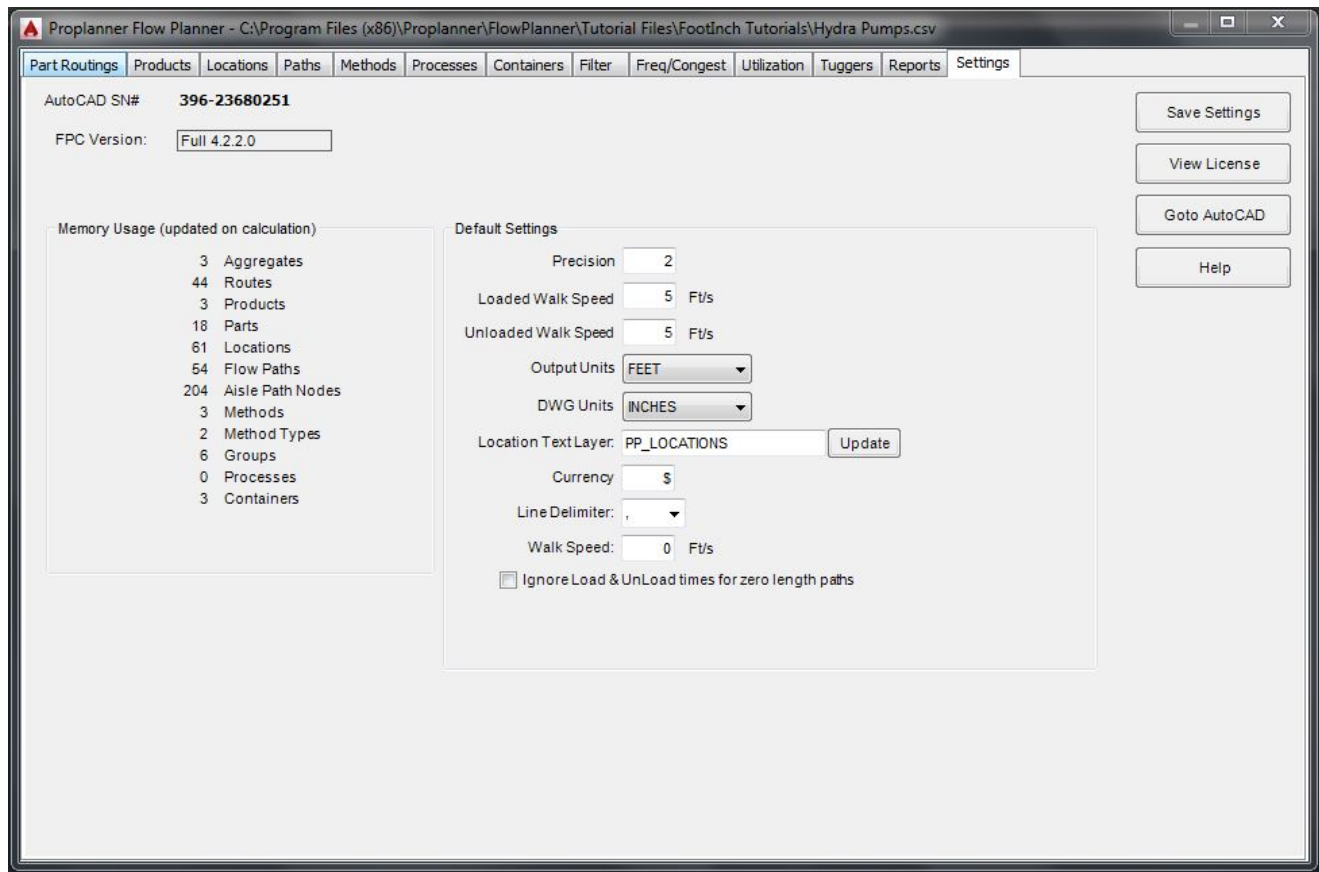 Proplanner Flow Planner - C:\Program Files (x86)\Proplanner\FlowPlanner\Tutorial Files\FootInch Tutorials\Hydra Pumps.csv
Part Routings Products Locations Paths Methods Processes Containers Filter Freq/Congest Utilization Tuggers Reports Settings
AutoCAD SN# 396-23680251
FPC Version: Full 4.2.2.0
Save Settings
View License
Goto AutoCAD
Help
Memory Usage (updated on calculation)
3 Aggregates
44 Routes
3 Products
18 Parts
61 Locations
54 Flow Paths
204 Aisle Path Nodes
3 Methods
2 Method Types
6 Groups
0 Processes
3 Containers
Default Settings
Precision 2
Loaded Walk Speed 5 Ft/s
Unloaded Walk Speed 5 Ft/s
Output Units FEET
DWG Units INCHES
Location Text Layer: PP_LOCATIONS Update
Currency $
Line Delimiter: ,
Walk Speed: 0 Ft/s
Ignore Load & UnLoad times for zero length paths